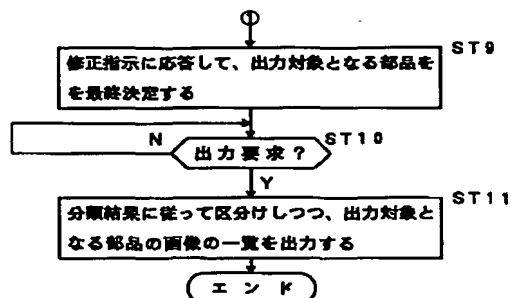 1
ST9
修正指示に応答して、出力対象となる部品を
を最終決定する
N
ST10
出力要求？
Y
ST11
分類結果に従って区分けしつつ、出力対象と
なる部品の画像の一覧を出力する
エンド